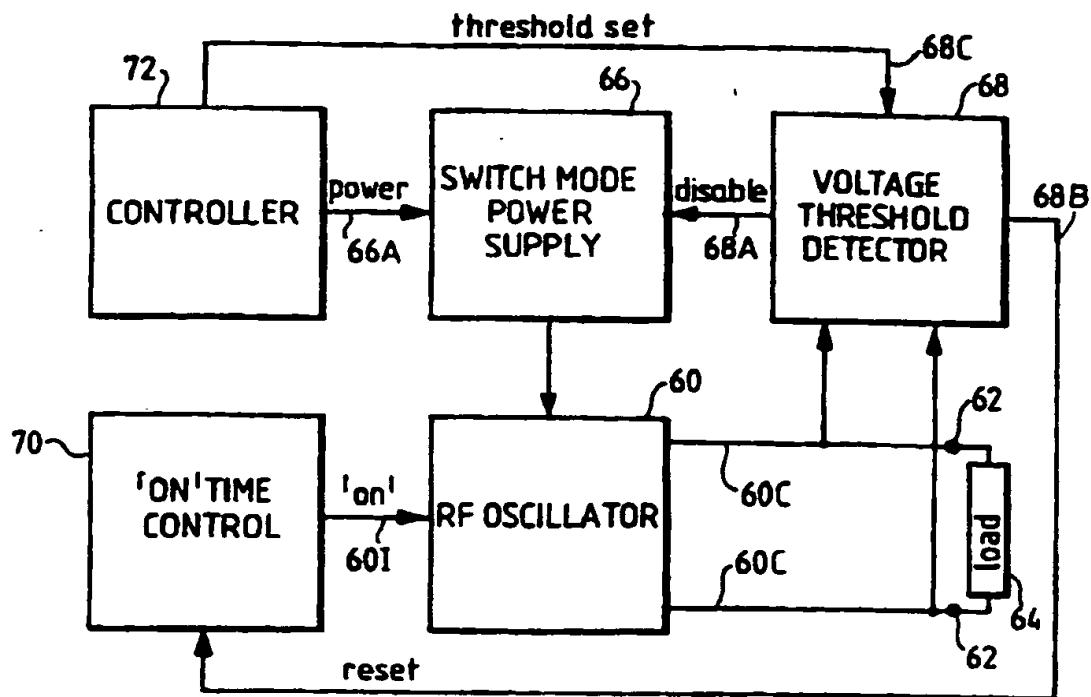 threshold set
68C
72
66
68
CONTROLLER
power
66A
SWITCH MODE
POWER
SUPPLY
disable
68A
VOLTAGE
THRESHOLD
DETECTOR
68B
60
62
70
'ON' TIME
CONTROL
'on'
60I
RF OSCILLATOR
60C
load
60C
64
62
reset